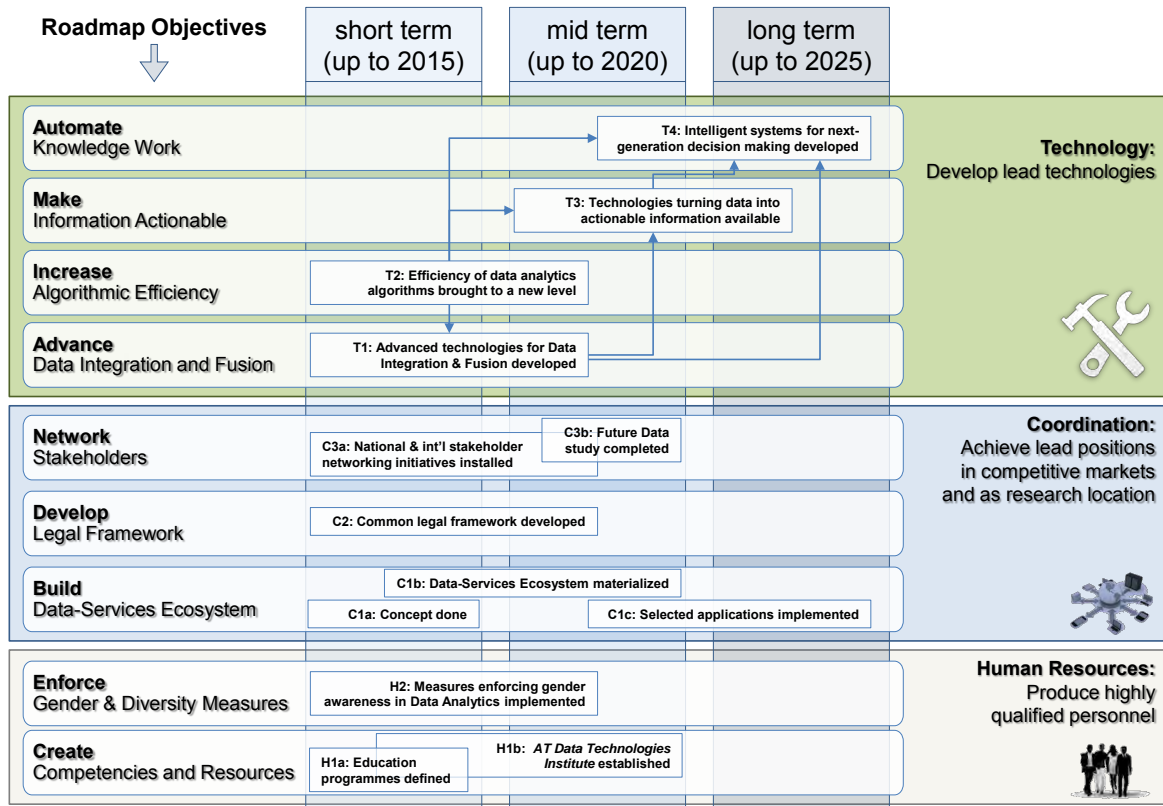 Roadmap Objectives
short term
(up to 2015)
mid term
(up to 2020)
long term
(up to 2025)
Automate
Knowledge Work
T4: Intelligent systems for next-
generation decision making developed
Technology:
Develop lead technologies
Make
Information Actionable
T3: Technologies turning data into
actionable information available
Increase
Algorithmic Efficiency
T2: Efficiency of data analytics
algorithms brought to a new level
Advance
Data Integration and Fusion
T1: Advanced technologies for Data
Integration & Fusion developed
Network
Stakeholders
C3a: National & int'l stakeholder
networking initiatives installed
C3b: Future Data
study completed
Coordination:
Achieve lead positions
in competitive markets
and as research location
Develop
Legal Framework
C2: Common legal framework developed
Build
Data-Services Ecosystem
C1b: Data-Services Ecosystem materialized
C1a: Concept done
C1c: Selected applications implemented
Enforce
Gender & Diversity Measures
H2: Measures enforcing gender
awareness in Data Analytics implemented
Human Resources:
Produce highly
qualified personnel
Create
Competencies and Resources
H1a: Education
programmes defined
H1b: AT Data Technologies
Institute established